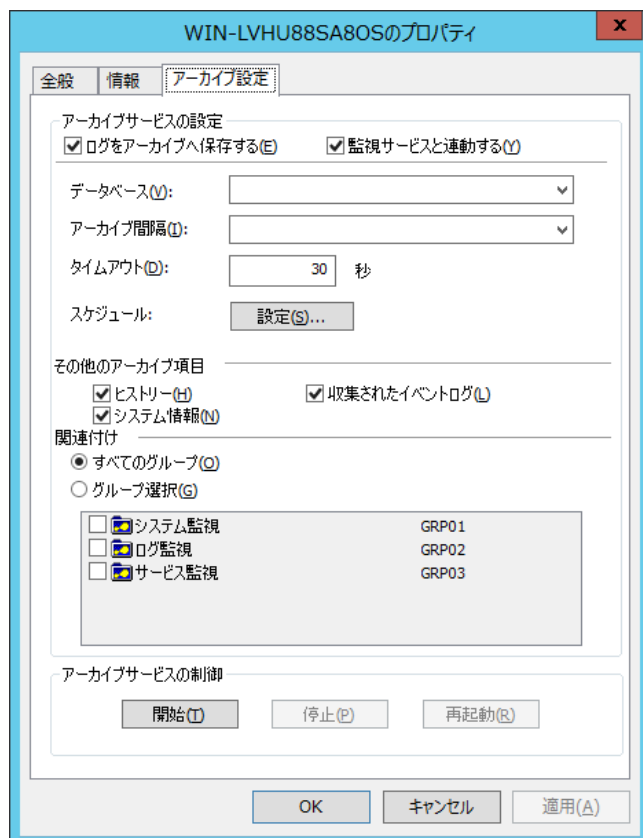 WIN-LVHU88SA8OSのプロパティ
x
全般 情報 アーカイブ設定
アーカイブサービスの設定
ログをアーカイブへ保存する(E) 監視サービスと連動する(Y)
データベース(V):
アーカイブ間隔(I):
タイムアウト(D): 30 秒
スケジュール: 設定(S)...
その他のアーカイブ項目
ヒストリー(H) 収集されたイベントログ(L)
システム情報(N)
関連付け
すべてのグループ(O)
グループ選択(G)
システム監視 GRP01
ログ監視 GRP02
サービス監視 GRP03
アーカイブサービスの制御
開始(T) 停止(P) 再起動(R)
OK キャンセル 適用(A)